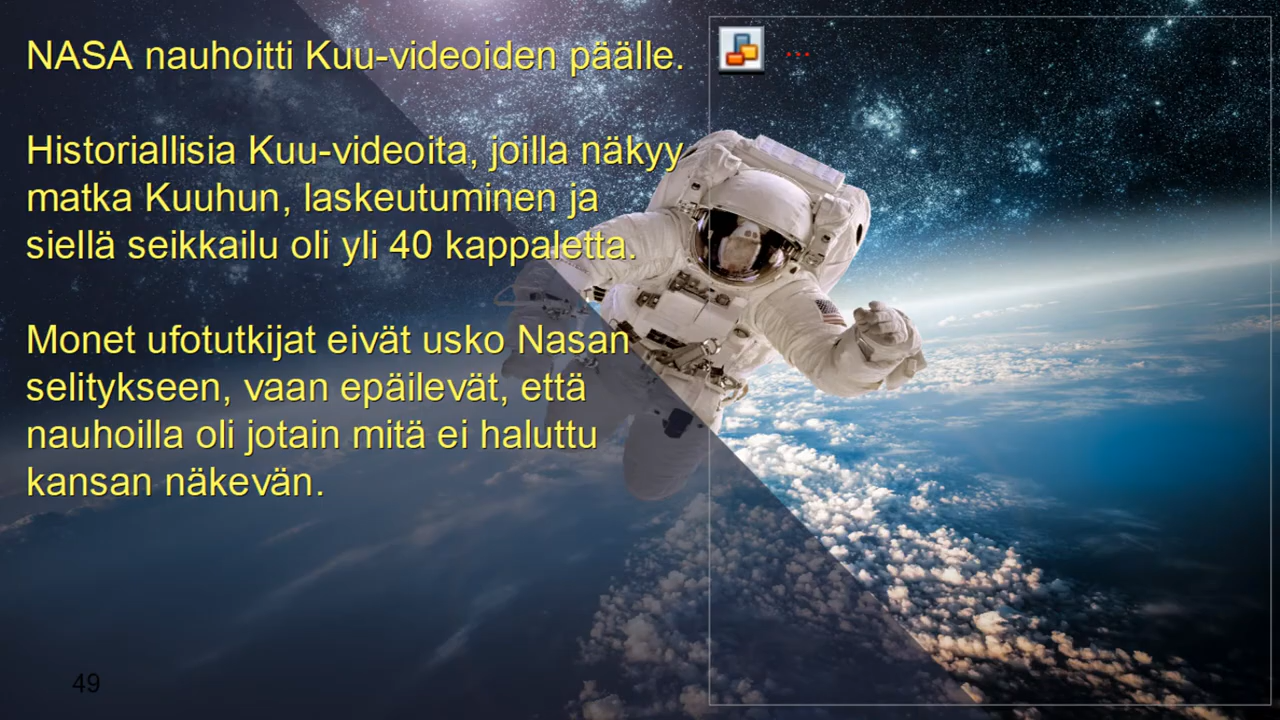 NASA nauhoitti Kuu-videoiden päälle.
...
Historiallisia Kuu-videoita, joilla näkyy
matka Kuuhun, laskeutuminen ja
siellä seikkailu oli yli 40 kappaletta.
Monet ufotutkijat eivät usko Nasan
selitykseen, vaan epäilevät, että
nauhoilla oli jotain mitä ei haluttu
kansan näkevän.
49